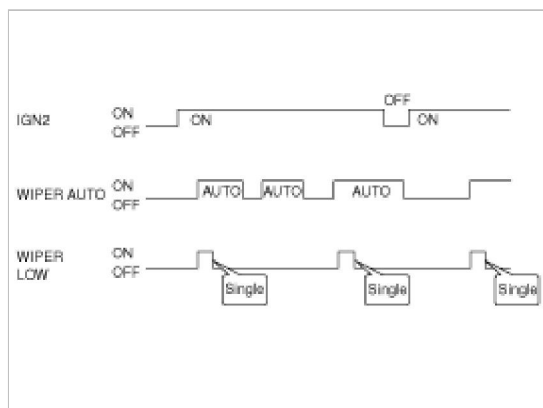 OFF
IGN2 ON
OFF ON ON
WIPER AUTO ON
OFF AUTO AUTO AUTO
WIPER LOW ON
OFF
Single Single Single